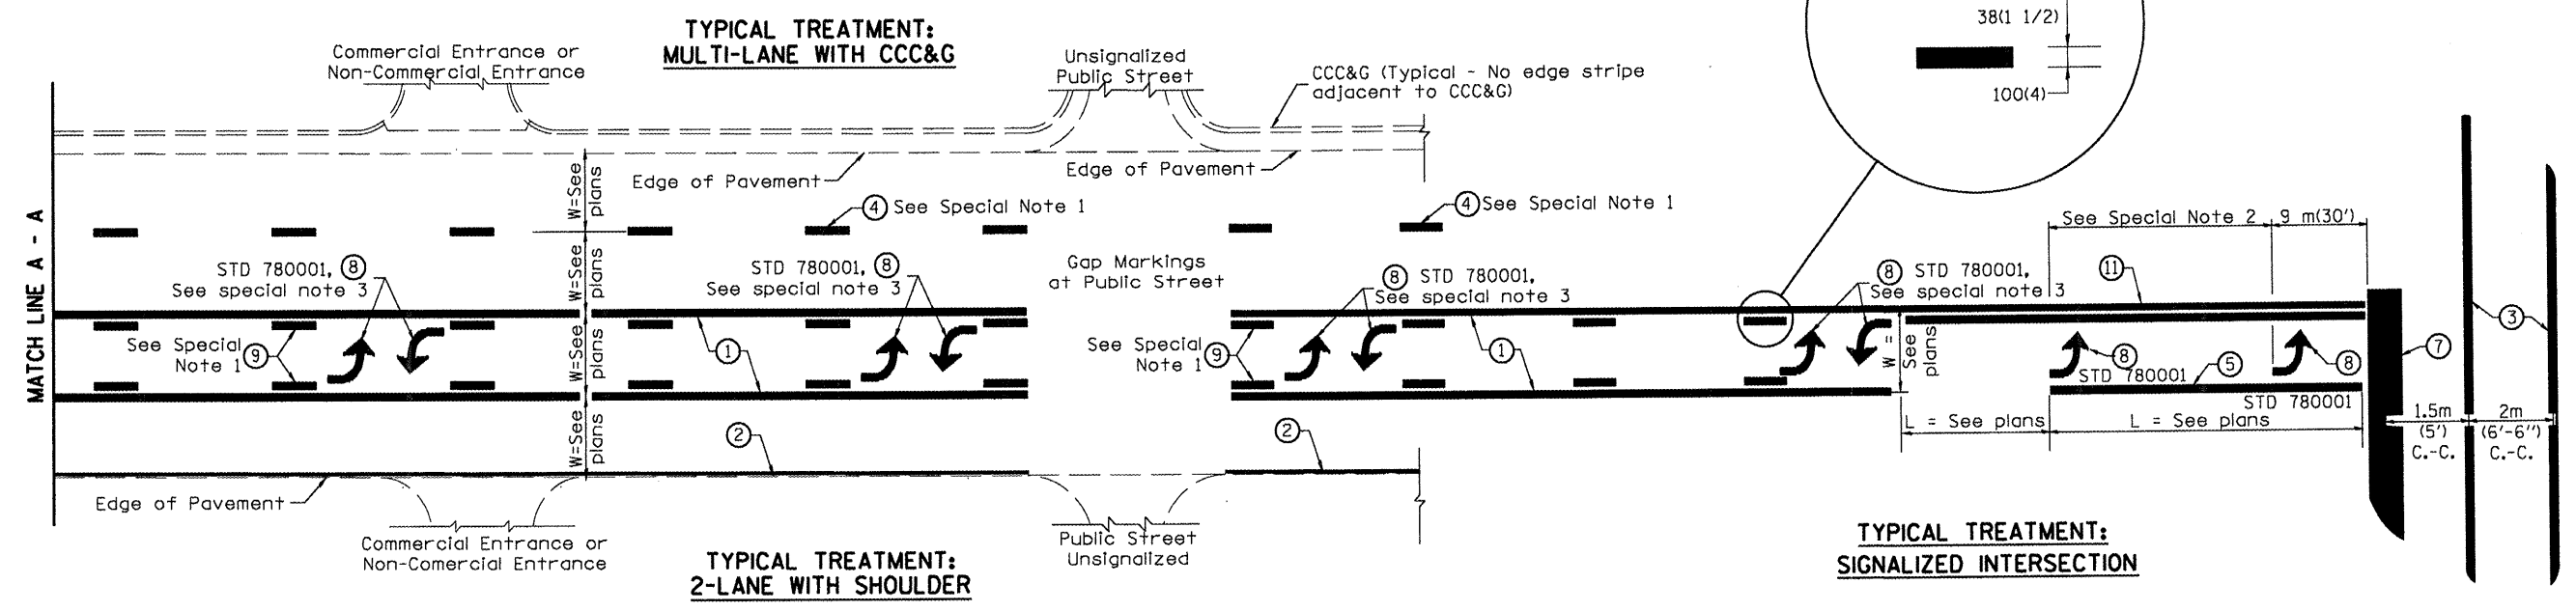 TYPICAL TREATMENT:
MULTI-LANE WITH CCC&G
Commercial Entrance or
Non-Commercial Entrance
Unsignalized
Public Street
CCC&G (Typical - No edge stripe
adjacent to CCC&G)
38(1 1/2)
100(4)
Edge of Pavement
Edge of Pavement
MATCH LINE A - A
W=See
plans
W=See
plans
W=See
plans
W=See
plans
4 See Special Note 1
4 See Special Note 1
STD 780001, 8
See special note 3
STD 780001, 8
See special note 3
Gap Markings
at Public Street
8 STD 780001,
See special note 3
8 STD 780001,
See special note 3
See Special Note 2
9 m(30')
11
3
See Special
Note 1
9
1
See Special
Note 1
9
1
W =
See
plans
8
STD 780001
5
8
STD 780001
7
L = See plans
L = See plans
1.5m
(5')
C.-C.
2m
(6'-6")
C.-C.
2
2
Edge of Pavement
Commercial Entrance or
Non-Comercial Entrance
Public Street
Unsignalized
TYPICAL TREATMENT:
2-LANE WITH SHOULDER
TYPICAL TREATMENT:
SIGNALIZED INTERSECTION